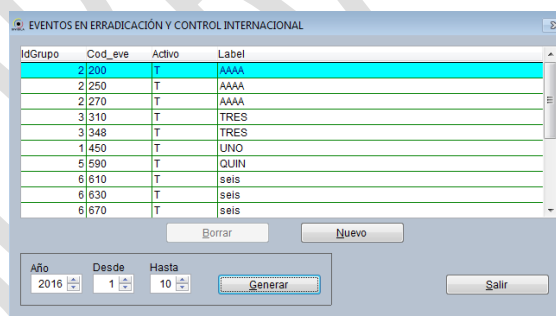 EVENTOS EN ERRADICACIÓN Y CONTROL INTERNACIONAL
IdGrupo Cod_eve Activo Label
2 200 T AAAA
2 250 T AAAA
2 270 T AAAA
3 310 T TRES
3 348 T TRES
1 450 T UNO
5 590 T QUIN
6 610 T seis
6 630 T seis
6 670 T seis
Borrar Nuevo
Año Desde Hasta
2016 1 10 Generar Salir